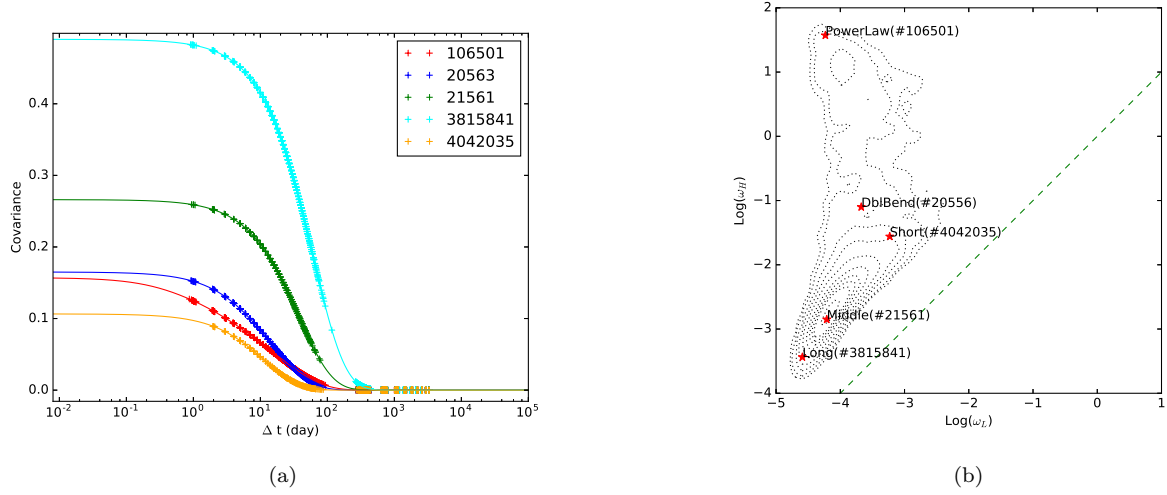 106501
20563
21561
3815841
4042035
Covariance
0.4
0.3
0.2
0.1
0.0
10^-2 10^-1 10^0 10^1 10^2 10^3 10^4 10^5
Δ t (day)
(a)
2
1
0
−1
−2
−3
−4
Log(ω_H)
PowerLaw(#106501)
DblBend(#20556)
Short(#4042035)
Middle(#21561)
Long(#3815841)
−5 −4 −3 −2 −1 0 1
Log(ω_L)
(b)